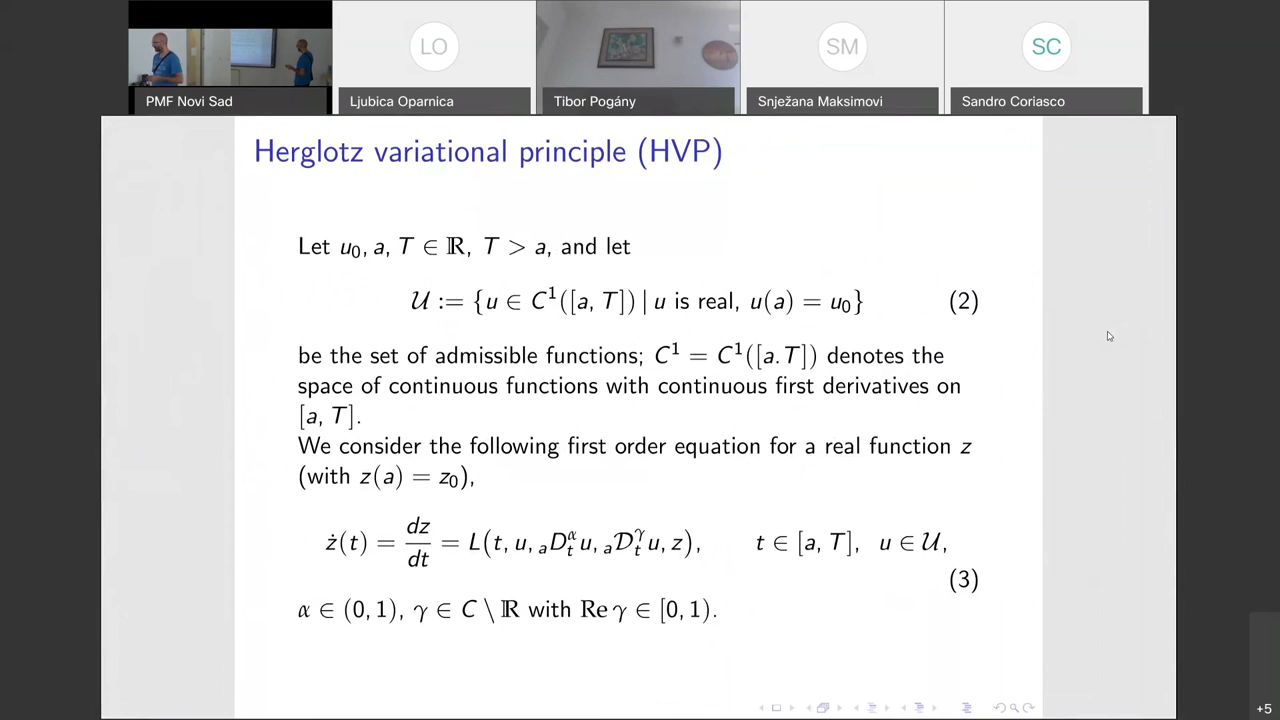 LO
SM
SC
PMF Novi Sad
Ljubica Oparnica
Tibor Pogány
Snježana Maksimovi
Sandro Coriasco
Herglotz variational principle (HVP)
Let u₀, a, T ∈ ℝ, T > a, and let
𝒰 := {u ∈ C¹([a, T]) | u is real, u(a) = u₀} (2)
be the set of admissible functions; C¹ = C¹([a.T]) denotes the
space of continuous functions with continuous first derivatives on
[a, T].
We consider the following first order equation for a real function z
(with z(a) = z₀),
ż(t) = dz/dt = L(t, u, ₐD_t^α u, ₐ𝒟_t^γ u, z), t ∈ [a, T], u ∈ 𝒰,
(3)
α ∈ (0, 1), γ ∈ C \ ℝ with Re γ ∈ [0, 1).
+5